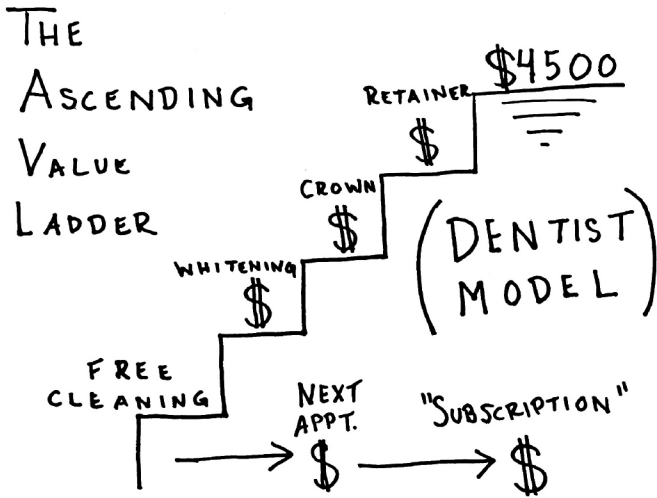 THE
ASCENDING
VALUE
LADDER
$4500
RETAINER
$
CROWN
$
WHITENING
$
(DENTIST
MODEL)
FREE
CLEANING
NEXT
APPT.
$
"SUBSCRIPTION"
$